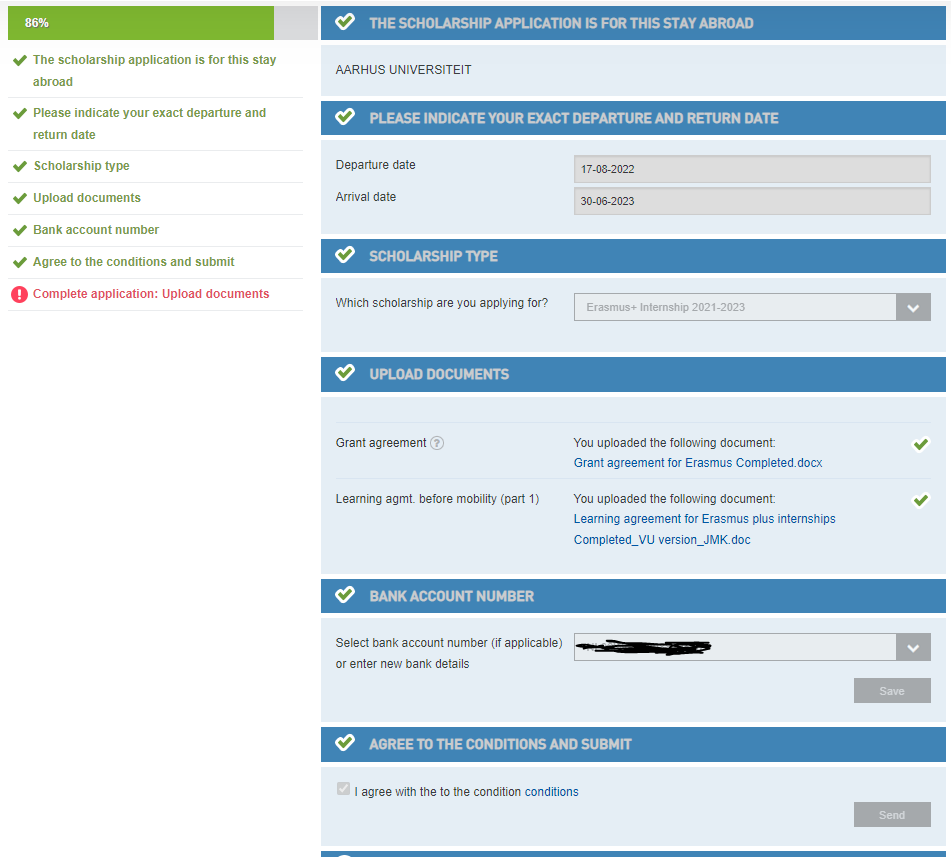 86%
The scholarship application is for this stay
abroad
Please indicate your exact departure and
return date
Scholarship type
Upload documents
Bank account number
Agree to the conditions and submit
Complete application: Upload documents
THE SCHOLARSHIP APPLICATION IS FOR THIS STAY ABROAD
AARHUS UNIVERSITEIT
PLEASE INDICATE YOUR EXACT DEPARTURE AND RETURN DATE
Departure date 17-08-2022
Arrival date 30-06-2023
SCHOLARSHIP TYPE
Which scholarship are you applying for? Erasmus+ Internship 2021-2023
UPLOAD DOCUMENTS
Grant agreement ? You uploaded the following document:
Grant agreement for Erasmus Completed.docx
Learning agmt. before mobility (part 1) You uploaded the following document:
Learning agreement for Erasmus plus internships
Completed_VU version_JMK.doc
BANK ACCOUNT NUMBER
Select bank account number (if applicable)
or enter new bank details
Save
AGREE TO THE CONDITIONS AND SUBMIT
I agree with the to the condition conditions
Send